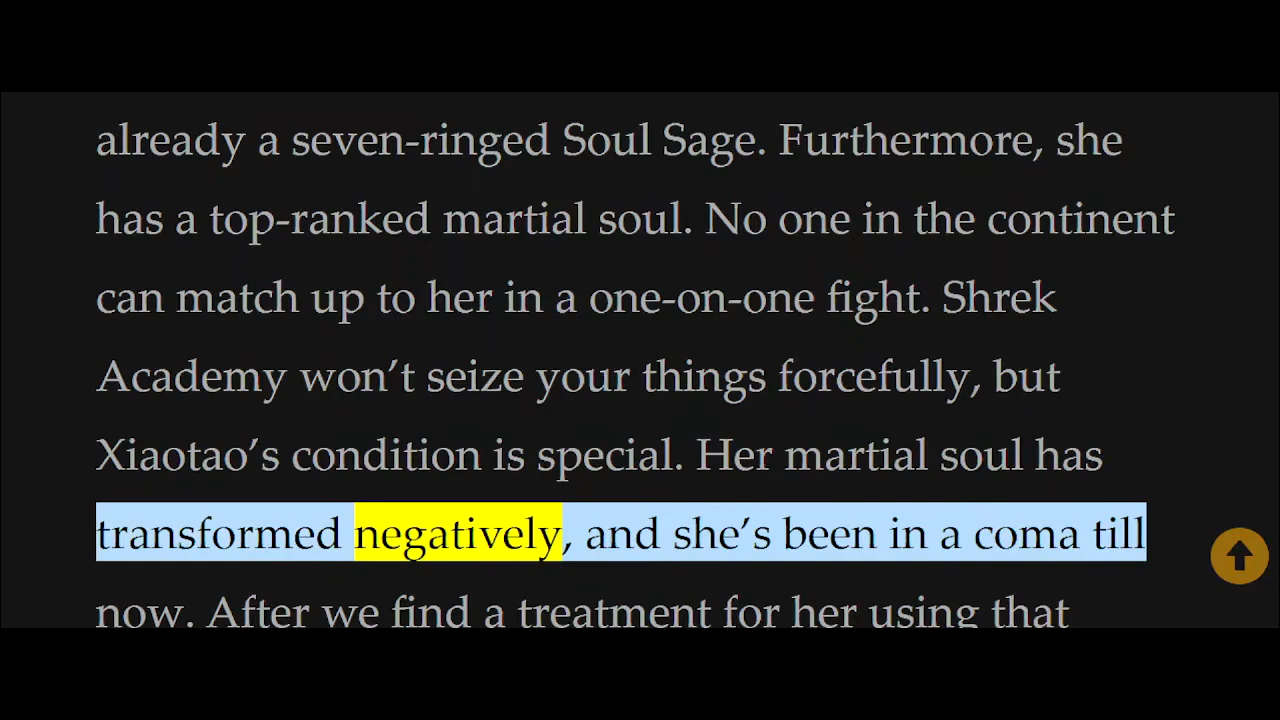 already a seven-ringed Soul Sage. Furthermore, she
has a top-ranked martial soul. No one in the continent
can match up to her in a one-on-one fight. Shrek
Academy won’t seize your things forcefully, but
Xiaotao’s condition is special. Her martial soul has
transformed negatively, and she’s been in a coma till
now. After we find a treatment for her using that